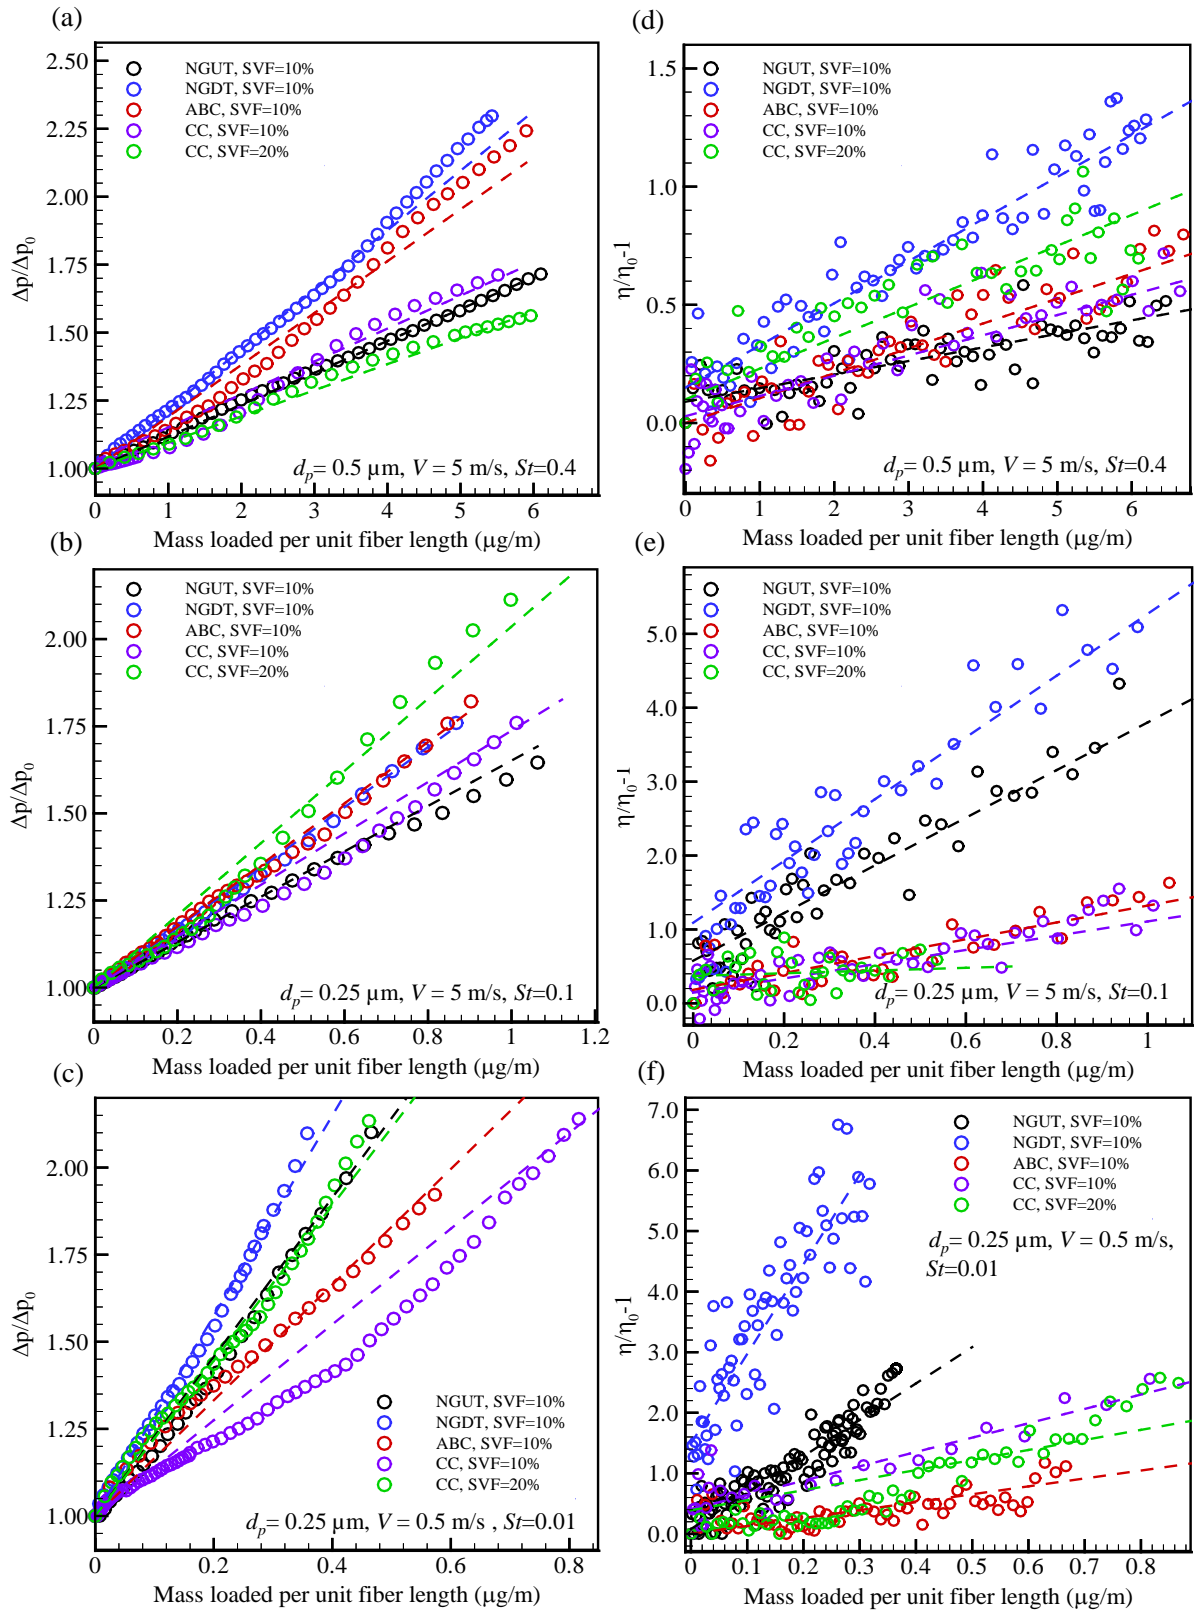 (a)
2.50
2.25
2.00
1.75
1.50
1.25
1.00
Δp/Δp₀
NGUT, SVF=10%
NGDT, SVF=10%
ABC, SVF=10%
CC, SVF=10%
CC, SVF=20%
dₚ= 0.5 µm, V = 5 m/s, St=0.4
0 1 2 3 4 5 6
Mass loaded per unit fiber length (µg/m)
(d)
1.5
1.0
0.5
0.0
η/η₀-1
NGUT, SVF=10%
NGDT, SVF=10%
ABC, SVF=10%
CC, SVF=10%
CC, SVF=20%
dₚ= 0.5 µm, V = 5 m/s, St=0.4
0 1 2 3 4 5 6
Mass loaded per unit fiber length (µg/m)
(b)
2.00
1.75
1.50
1.25
1.00
Δp/Δp₀
NGUT, SVF=10%
NGDT, SVF=10%
ABC, SVF=10%
CC, SVF=10%
CC, SVF=20%
dₚ= 0.25 µm, V = 5 m/s, St=0.1
0 0.2 0.4 0.6 0.8 1 1.2
Mass loaded per unit fiber length (µg/m)
(e)
5.0
4.0
3.0
2.0
1.0
0.0
η/η₀-1
NGUT, SVF=10%
NGDT, SVF=10%
ABC, SVF=10%
CC, SVF=10%
CC, SVF=20%
dₚ= 0.25 µm, V = 5 m/s, St=0.1
0 0.2 0.4 0.6 0.8 1
Mass loaded per unit fiber length (µg/m)
(c)
2.00
1.75
1.50
1.25
1.00
Δp/Δp₀
NGUT, SVF=10%
NGDT, SVF=10%
ABC, SVF=10%
CC, SVF=10%
CC, SVF=20%
dₚ= 0.25 µm, V = 0.5 m/s , St=0.01
0 0.2 0.4 0.6 0.8
Mass loaded per unit fiber length (µg/m)
(f)
7.0
6.0
5.0
4.0
3.0
2.0
1.0
0.0
η/η₀-1
NGUT, SVF=10%
NGDT, SVF=10%
ABC, SVF=10%
CC, SVF=10%
CC, SVF=20%
dₚ= 0.25 µm, V = 0.5 m/s,
St=0.01
0 0.1 0.2 0.3 0.4 0.5 0.6 0.7 0.8
Mass loaded per unit fiber length (µg/m)